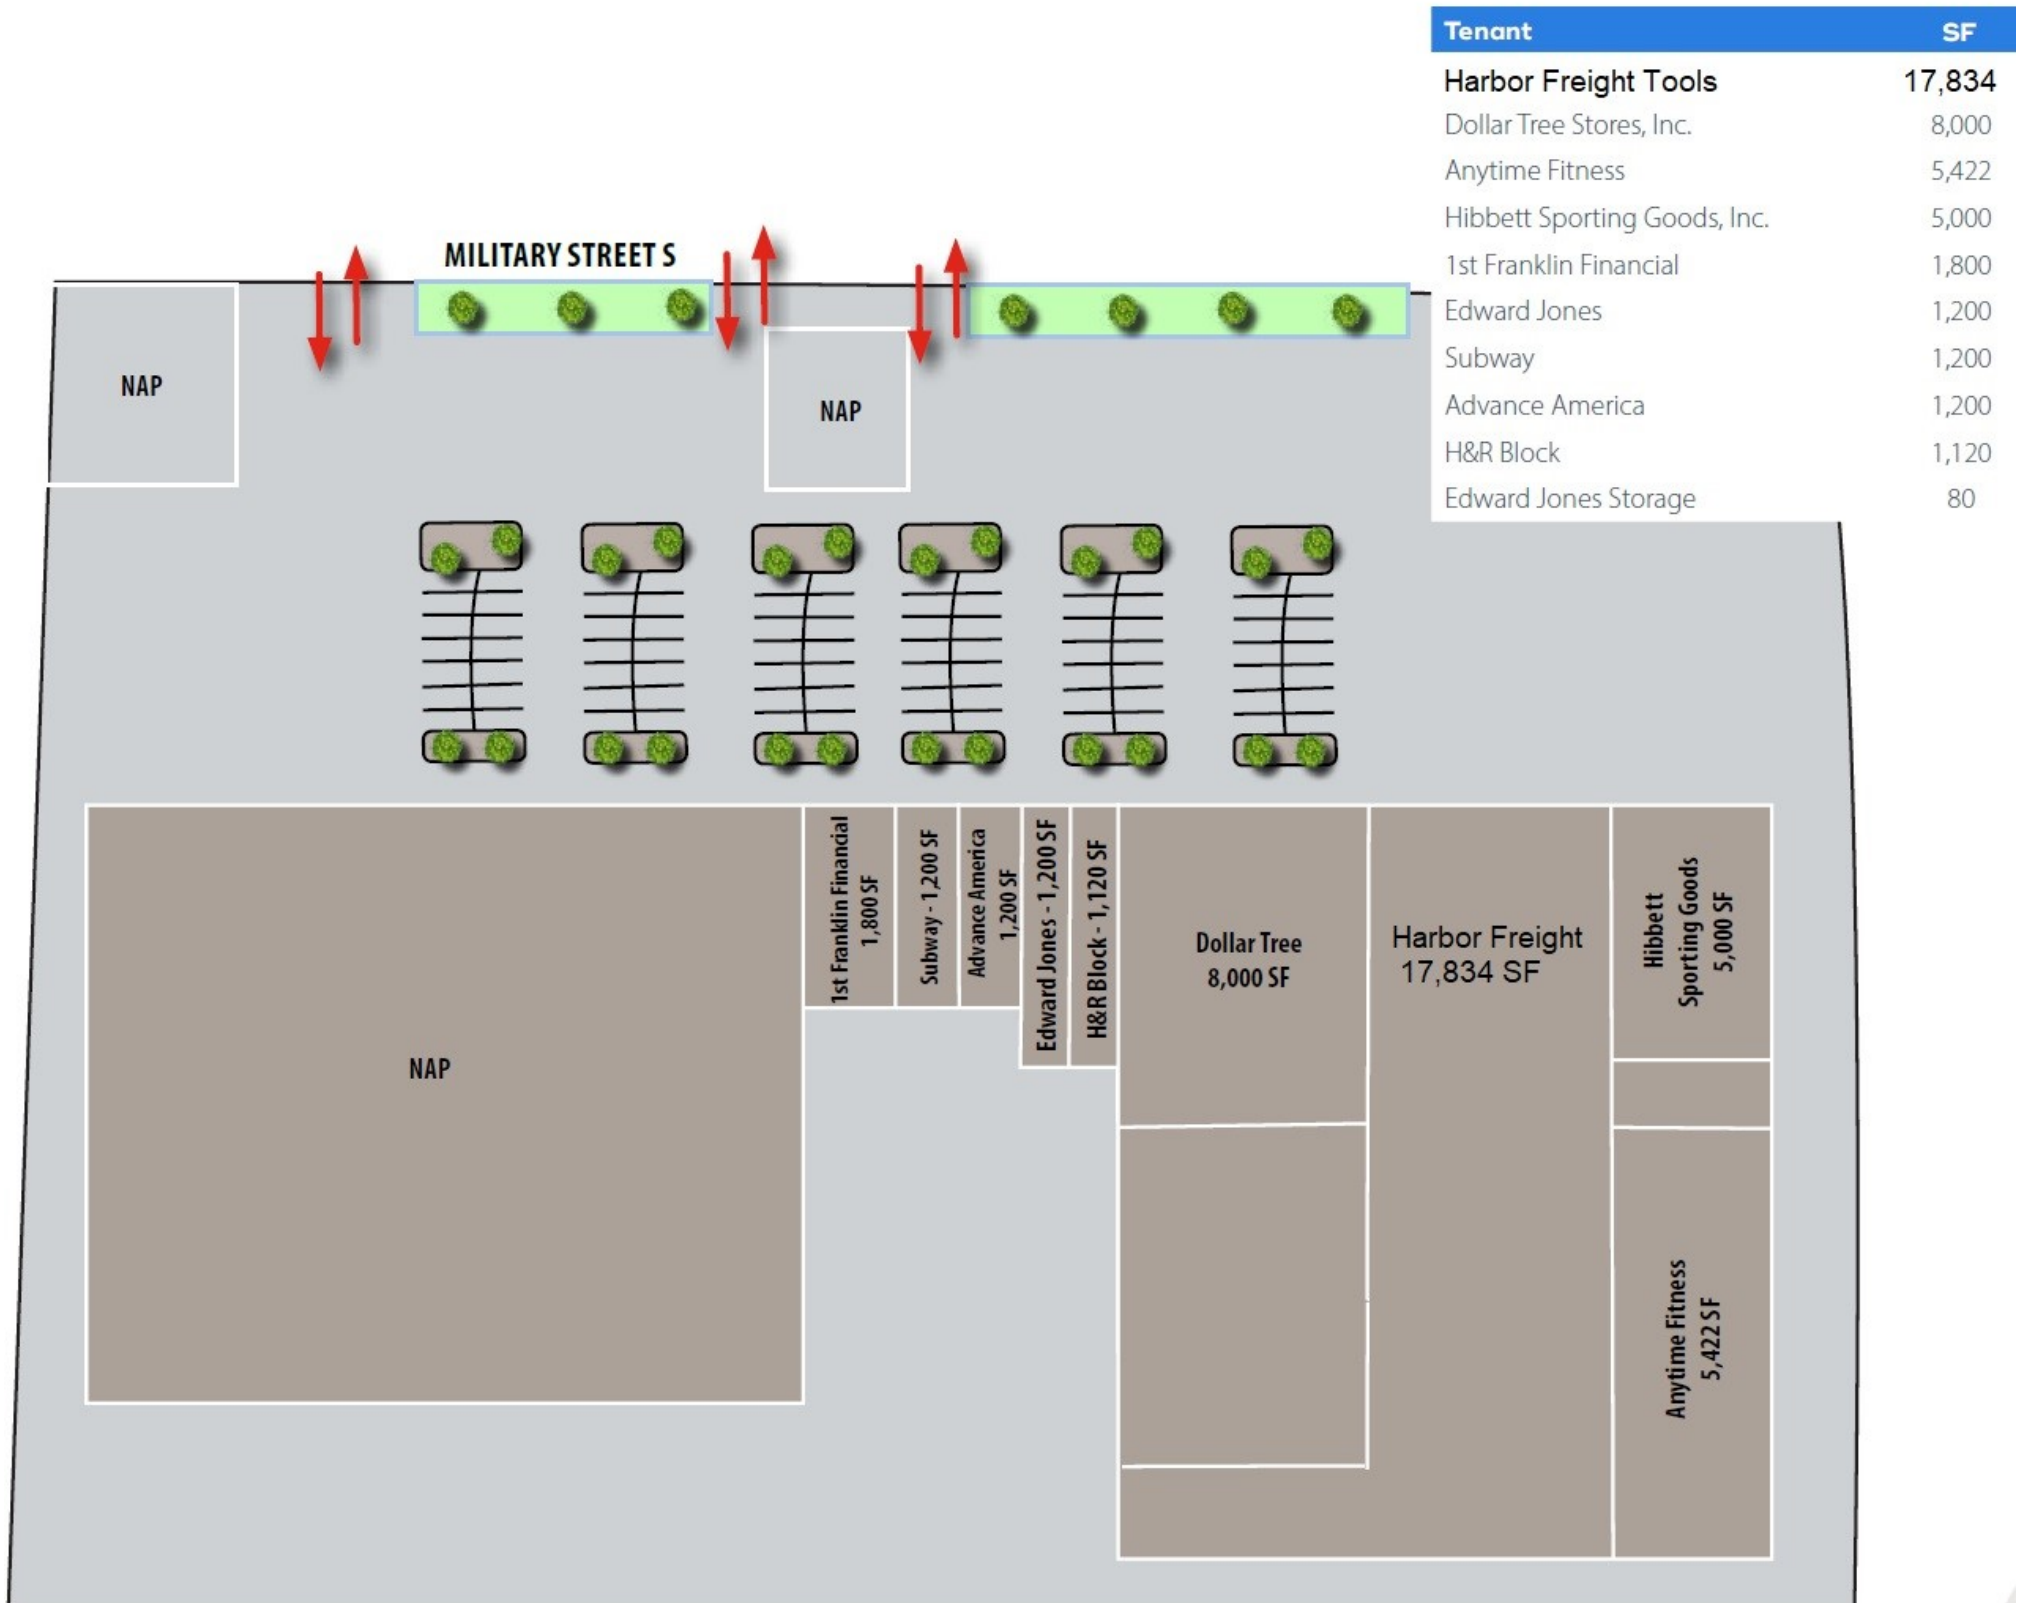 Tenant SF
Harbor Freight Tools 17,834
Dollar Tree Stores, Inc. 8,000
Anytime Fitness 5,422
Hibbett Sporting Goods, Inc. 5,000
1st Franklin Financial 1,800
Edward Jones 1,200
Subway 1,200
Advance America 1,200
H&R Block 1,120
Edward Jones Storage 80
MILITARY STREET S
NAP
NAP
NAP
1st Franklin Financial
1,800 SF
Subway - 1,200 SF
Advance America
1,200 SF
Edward Jones - 1,200 SF
H&R Block - 1,120 SF
Dollar Tree
8,000 SF
Harbor Freight
17,834 SF
Hibbett
Sporting Goods
5,000 SF
Anytime Fitness
5,422 SF